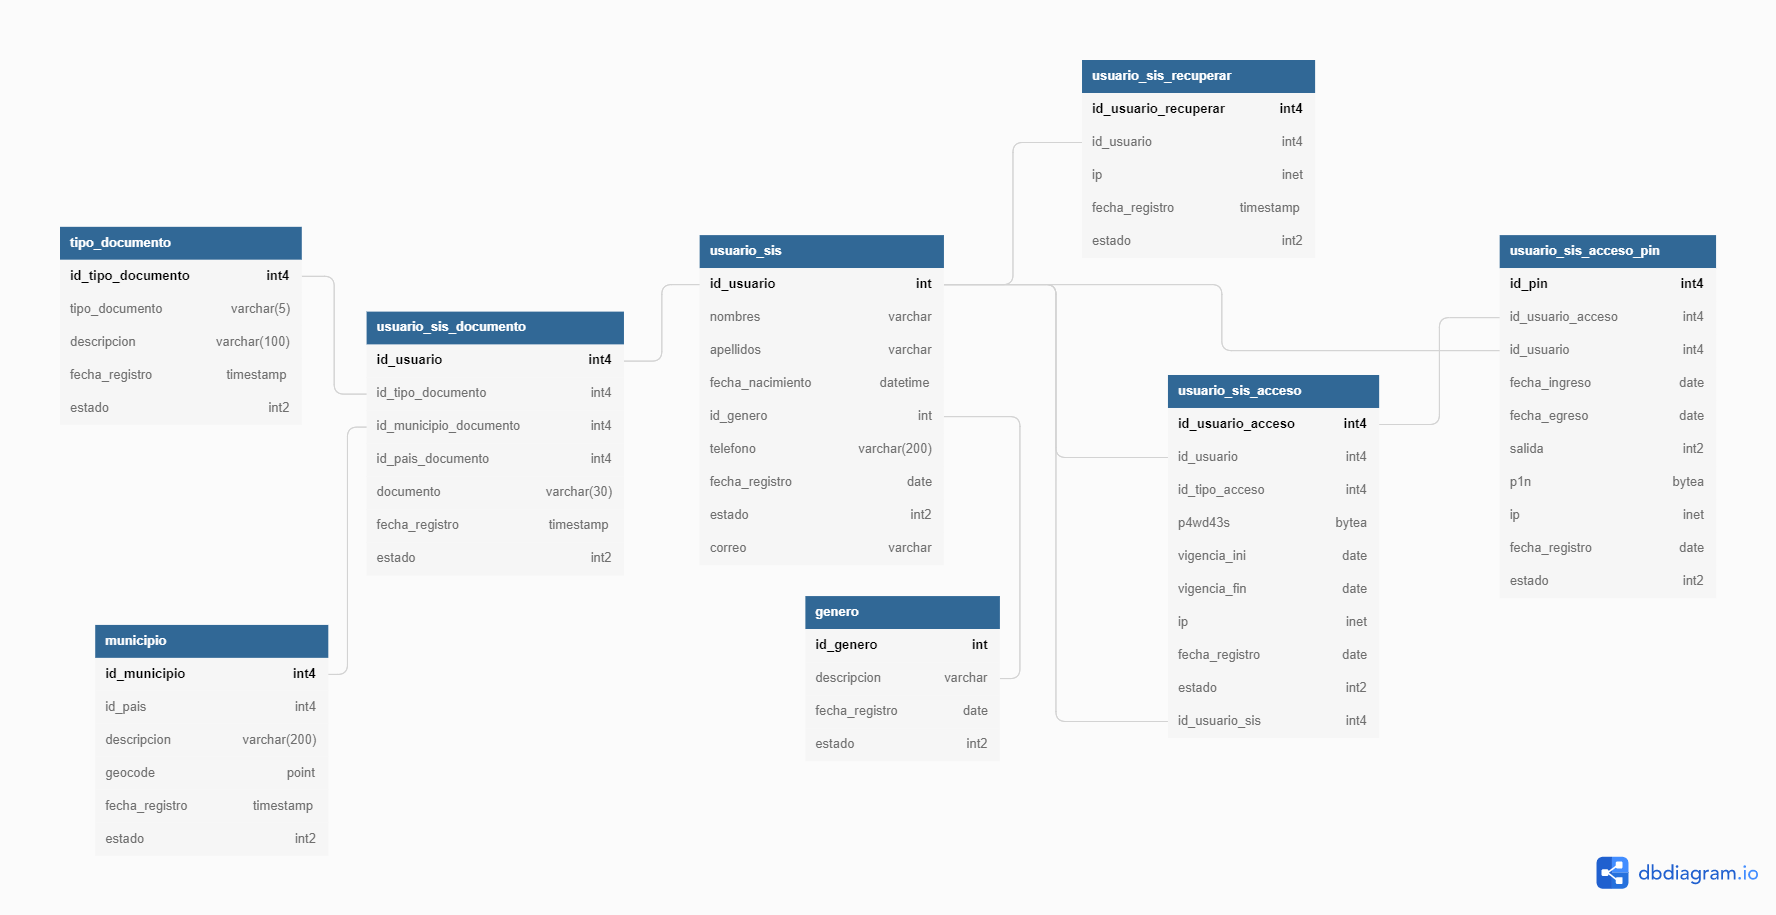 usuario_sis_recuperar
id_usuario_recuperar int4
id_usuario int4
ip inet
fecha_registro timestamp
estado int2
tipo_documento
id_tipo_documento int4
tipo_documento varchar(5)
descripcion varchar(100)
fecha_registro timestamp
estado int2
usuario_sis_documento
id_usuario int4
id_tipo_documento int4
id_municipio_documento int4
id_pais_documento int4
documento varchar(30)
fecha_registro timestamp
estado int2
municipio
id_municipio int4
id_pais int4
descripcion varchar(200)
geocode point
fecha_registro timestamp
estado int2
usuario_sis
id_usuario int
nombres varchar
apellidos varchar
fecha_nacimiento datetime
id_genero int
telefono varchar(200)
fecha_registro date
estado int2
correo varchar
genero
id_genero int
descripcion varchar
fecha_registro date
estado int2
usuario_sis_acceso
id_usuario_acceso int4
id_usuario int4
id_tipo_acceso int4
p4wd43s bytea
vigencia_ini date
vigencia_fin date
ip inet
fecha_registro date
estado int2
id_usuario_sis int4
usuario_sis_acceso_pin
id_pin int4
id_usuario_acceso int4
id_usuario int4
fecha_ingreso date
fecha_egreso date
salida int2
p1n bytea
ip inet
fecha_registro date
estado int2
dbdiagram.io